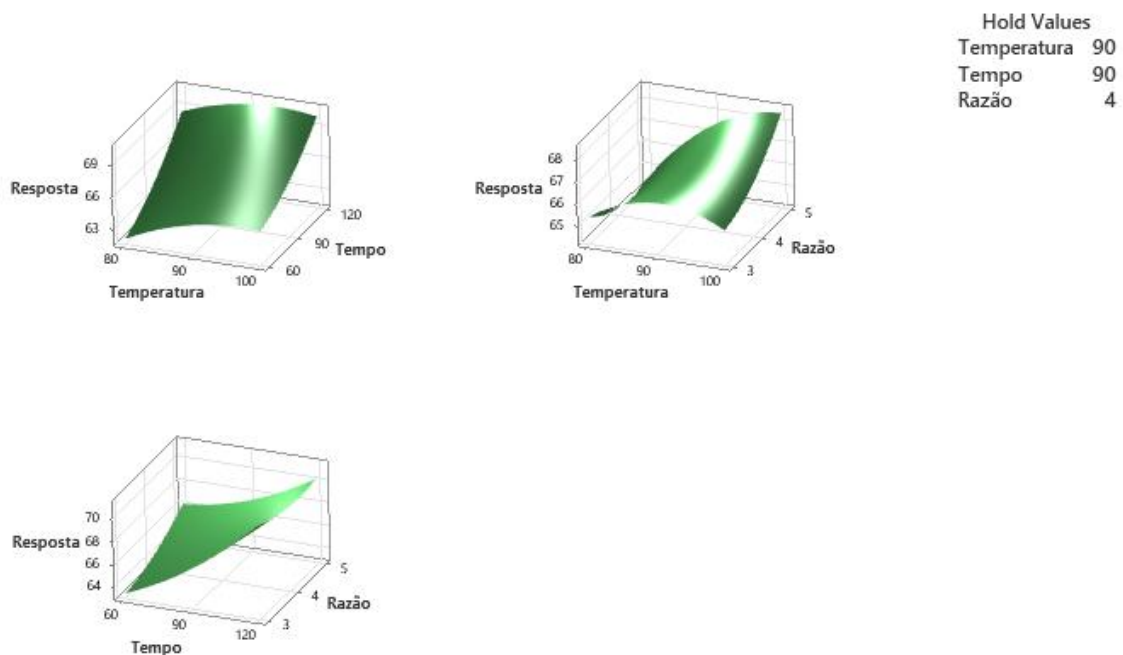 Hold Values
Temperatura 90
Tempo 90
Razão 4
69
Resposta
66
63
80
90
100
Temperatura
60
90
120
Tempo
68
67
Resposta
66
65
80
90
100
Temperatura
3
4
5
Razão
70
Resposta 68
66
64
60
90
120
Tempo
3
4
5
Razão